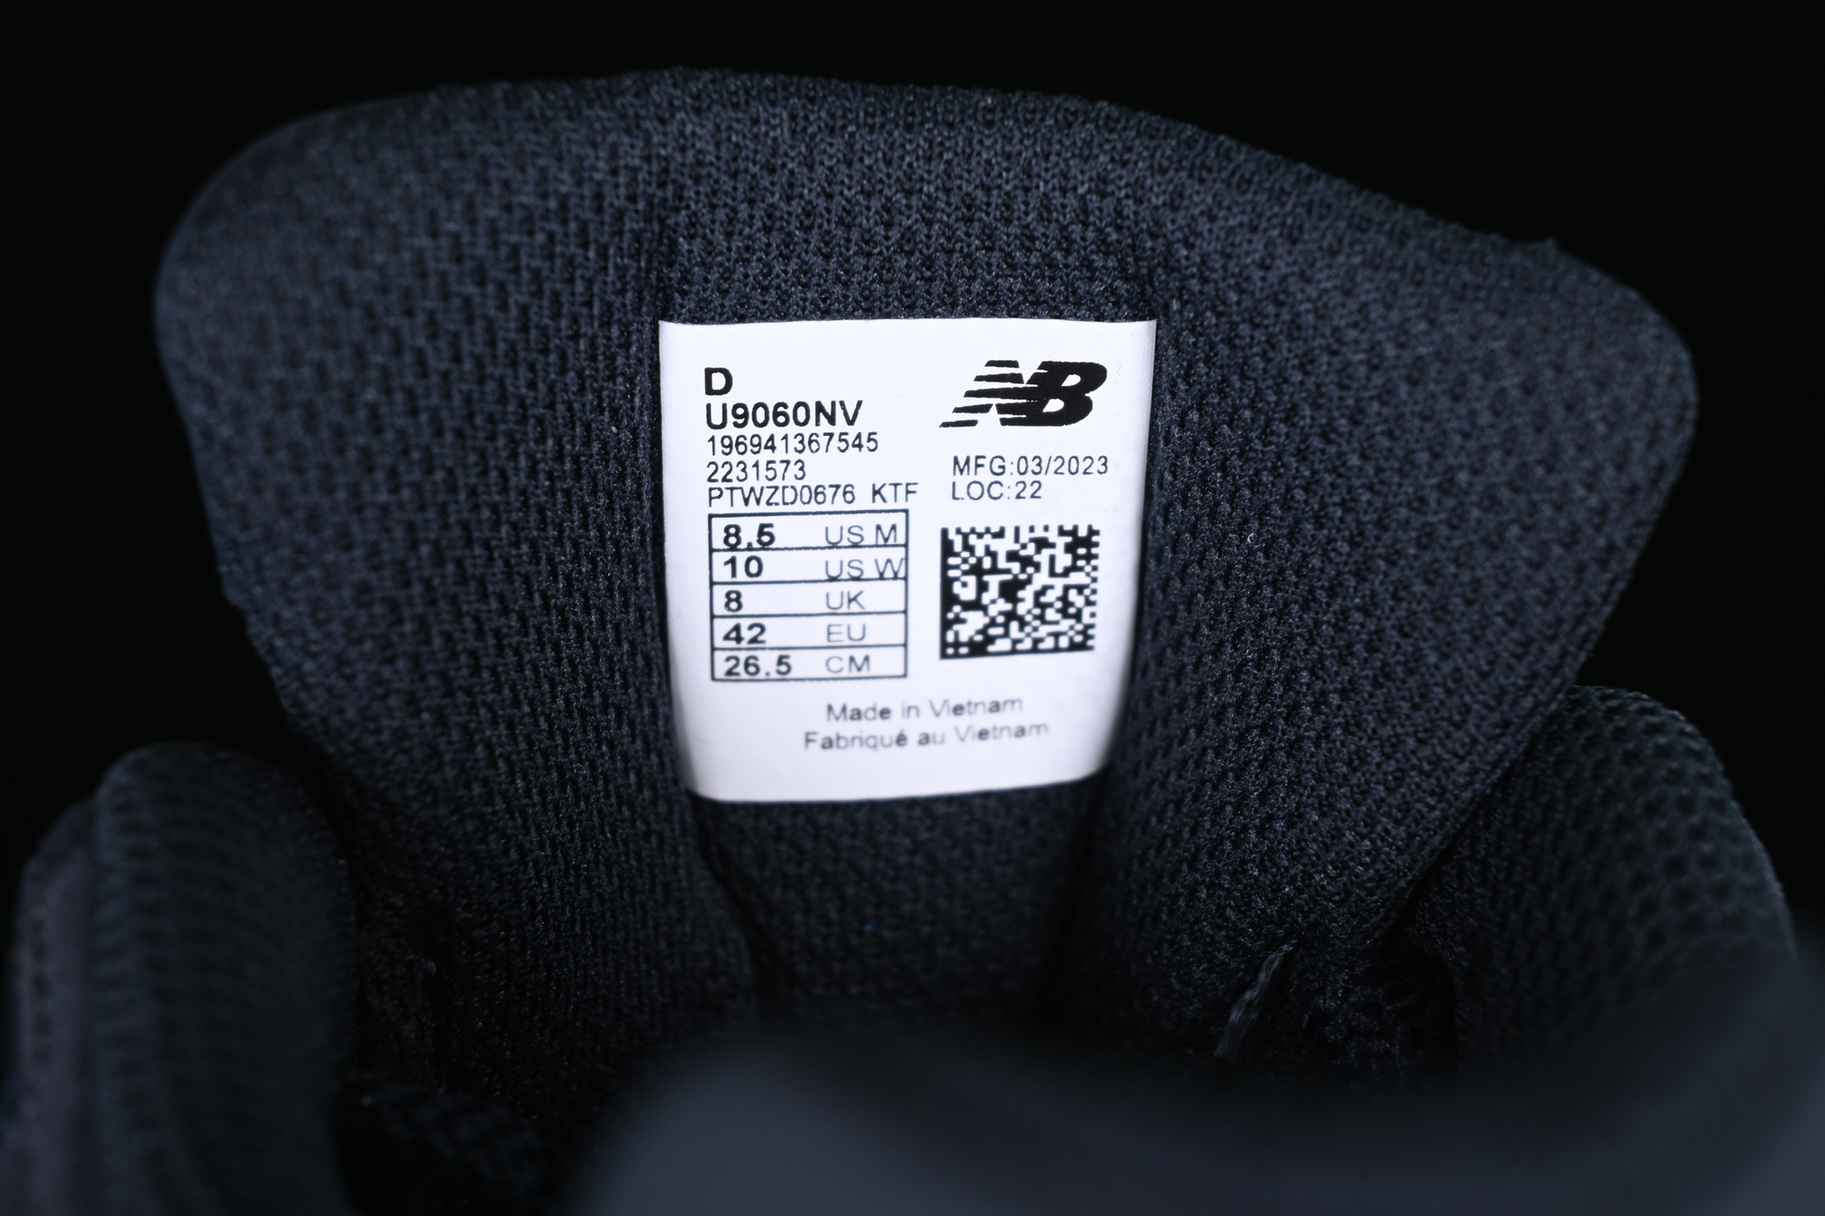 D
U9060NV
196941367545
2231573
PTWZD0676 KTF
NB
MFG:03/2023
LOC:22
8.5 US M
10 US W
8 UK
42 EU
26.5 CM
Made in Vietnam
Fabriqué au Vietnam